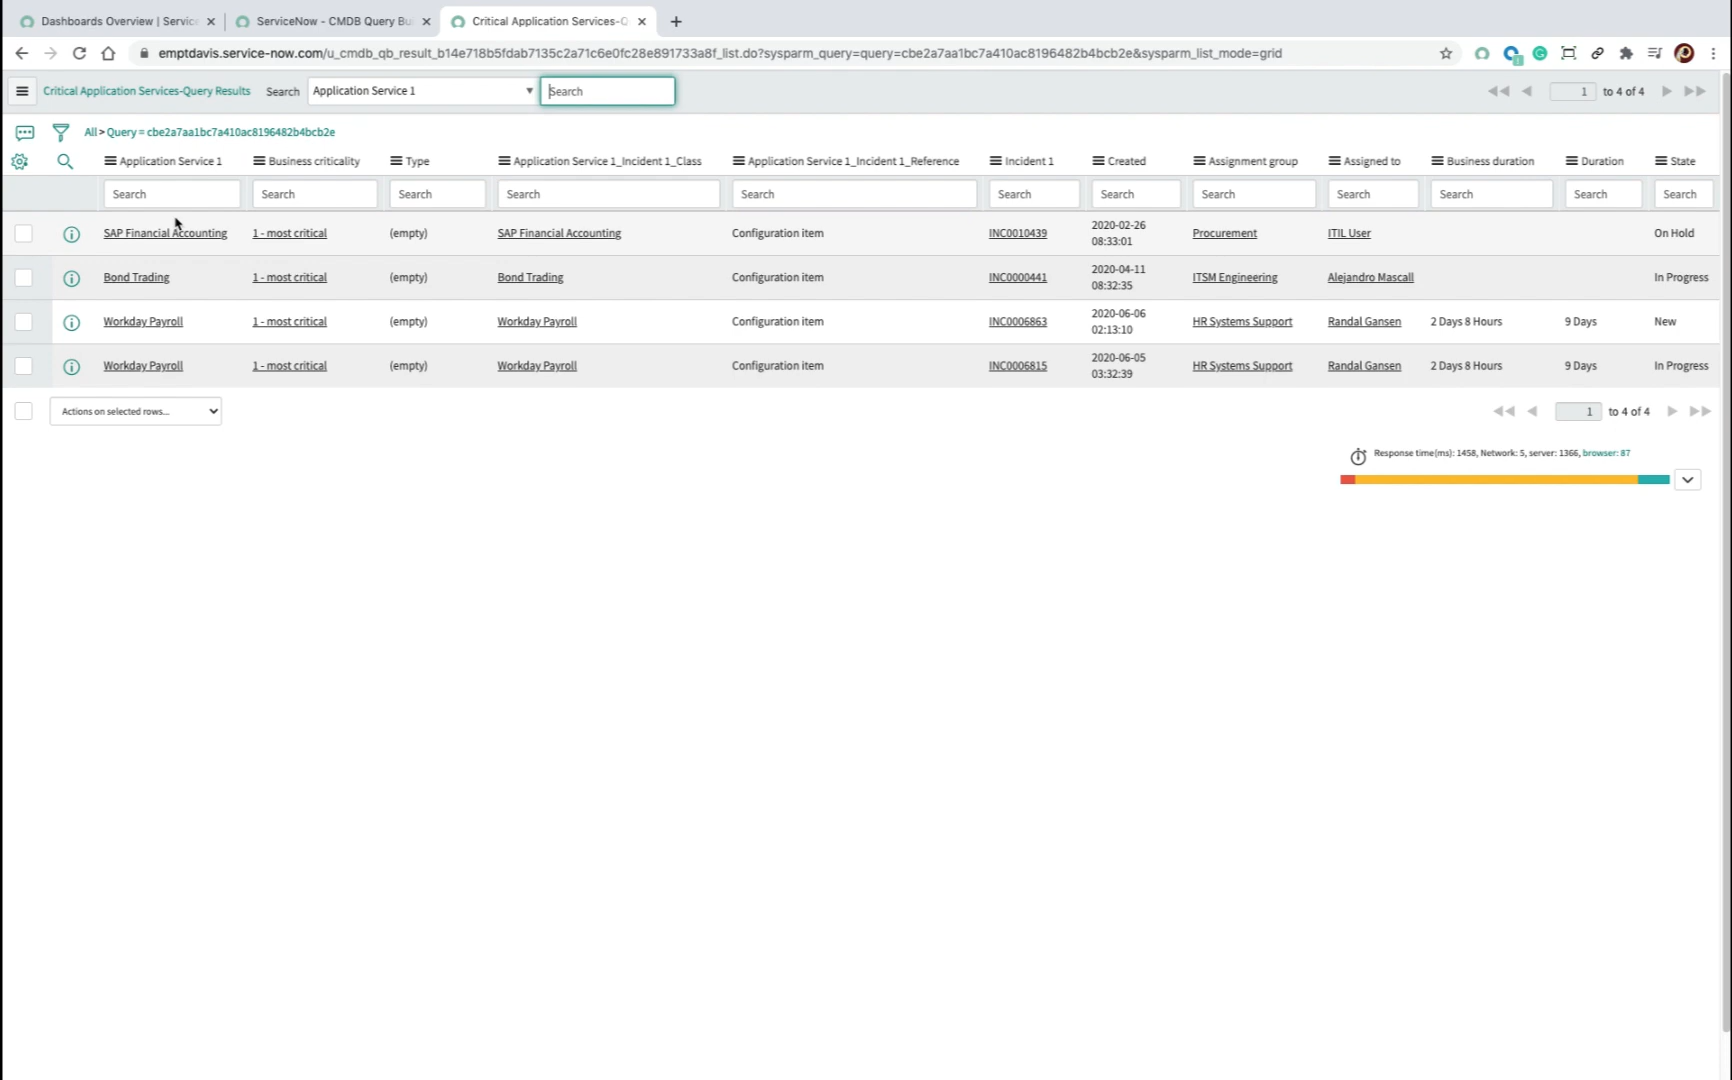 Dashboards Overview | Service
ServiceNow - CMDB Query Bu
Critical Application Services-Q
emptdavis.service-now.com/u_cmdb_qb_result_b14e718b5fdab7135c2a71c6e0fc28e891733a8f_list.do?sysparm_query=query=cbe2a7aa1bc7a410ac8196482b4bcb2e&sysparm_list_mode=grid
Critical Application Services-Query Results Search Application Service 1 Search 1 to 4 of 4
All > Query = cbe2a7aa1bc7a410ac8196482b4bcb2e
Application Service 1 Business criticality Type Application Service 1_Incident 1_Class Application Service 1_Incident 1_Reference Incident 1 Created Assignment group Assigned to Business duration Duration State
Search Search Search Search Search Search Search Search Search Search Search Search
SAP Financial Accounting 1 - most critical (empty) SAP Financial Accounting Configuration item INC0010439 2020-02-26 08:33:01 Procurement ITIL User On Hold
Bond Trading 1 - most critical (empty) Bond Trading Configuration item INC0000441 2020-04-11 08:32:35 ITSM Engineering Alejandro Mascall In Progress
Workday Payroll 1 - most critical (empty) Workday Payroll Configuration item INC0006863 2020-06-06 02:13:10 HR Systems Support Randal Gansen 2 Days 8 Hours 9 Days New
Workday Payroll 1 - most critical (empty) Workday Payroll Configuration item INC0006815 2020-06-05 03:32:39 HR Systems Support Randal Gansen 2 Days 8 Hours 9 Days In Progress
Actions on selected rows... 1 to 4 of 4
Response time(ms): 1458, Network: 5, server: 1366, browser: 87